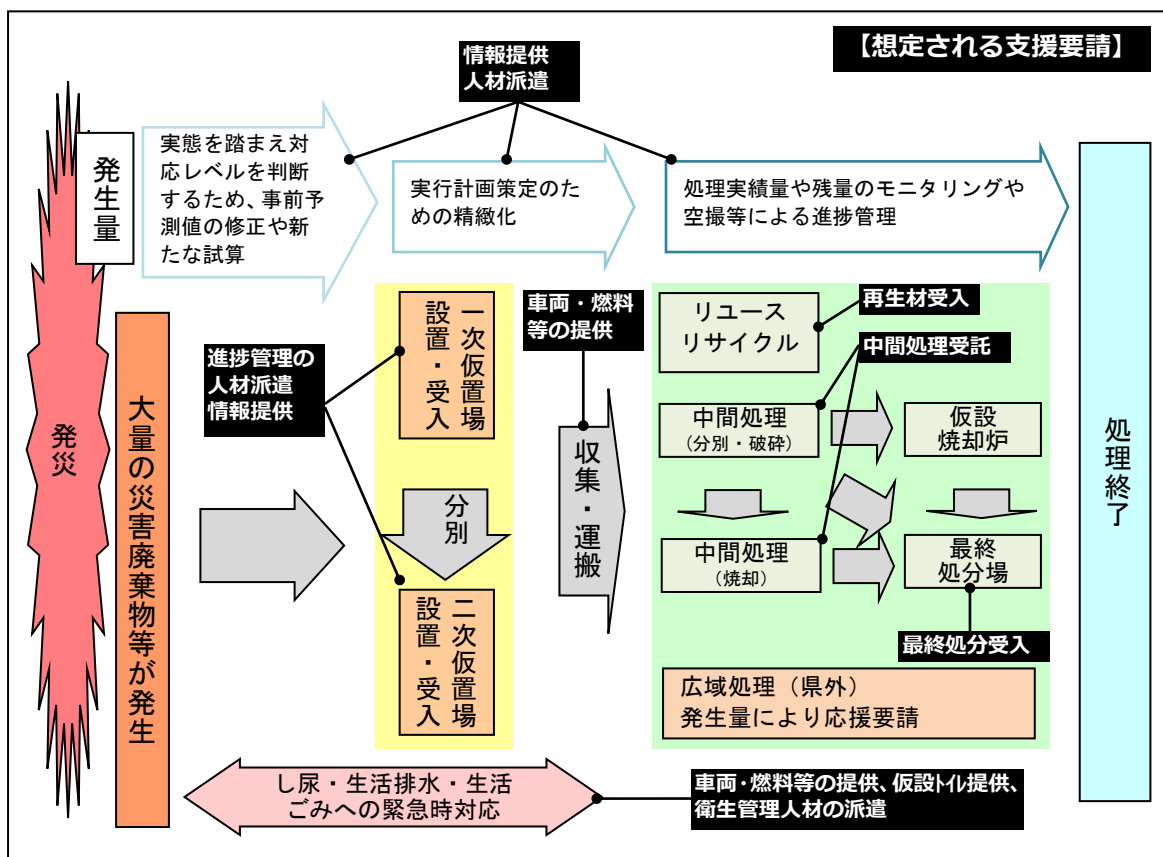 【想定される支援要請】
情報提供
人材派遣
発災
発生量
実態を踏まえ対
応レベルを判断
するため、事前予
測値の修正や新
たな試算
実行計画策定のた
めの精緻化
処理実績量や残量のモニタリングや
空撮等による進捗管理
処理終了
大量の災害廃棄物等が発生
進捗管理の
人材派遣
情報提供
一次仮置場
設置・受入
分別
二次仮置場
設置・受入
車両・燃料
等の提供
収集・運搬
リユース
リサイクル
再生材受入
中間処理受託
中間処理
(分別・破砕)
仮設
焼却炉
中間処理
(焼却)
最終
処分場
最終処分受入
広域処理（県外）
発生量により応援要請
し尿・生活排水・生活
ごみへの緊急時対応
車両・燃料等の提供、仮設ﾄｲﾚ提供、
衛生管理人材の派遣